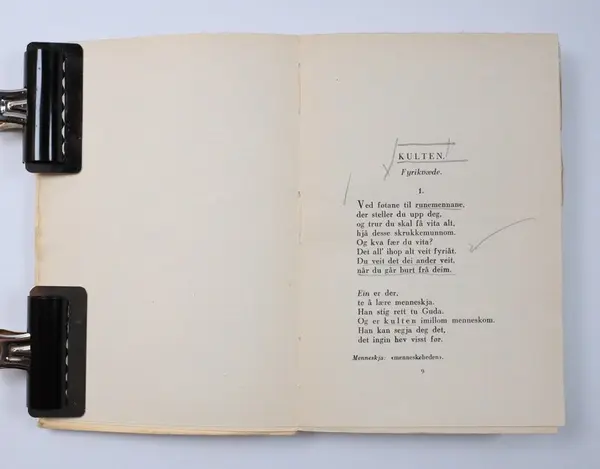 KULTEN.
Fyrikvæde.
1.
Ved føtane til runemennane,
der steller du upp deg,
og trur du skal få vita alt,
hjå desse skrukkemunnom.
Og kva fær du vita?
Det all' ihop alt veit fyriåt.
Du veit det dei ander veit,
når du går burt frå deim.
Ein er der,
te å lære menneskja.
Han stig rett tu Guda.
Og er kulten imillom menneskom.
Han kan segja deg det,
det ingin hev visst før.
Menneskja: «menneskeheden».
9